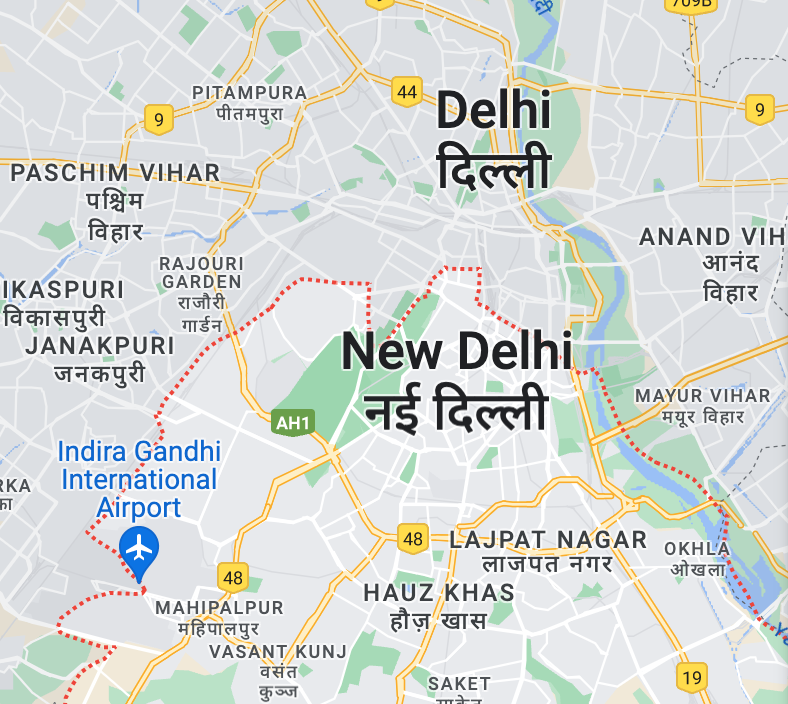 709B
44
9
9
PITAMPURA
पीतमपुरा
Delhi
दिल्ली
PASCHIM VIHAR
पश्चिम
विहार
ANAND VIH
आनंद
विहार
RAJOURI
GARDEN
राजौरी
गार्डन
IKASPURI
विकासपुरी
JANAKPURI
जनकपुरी
New Delhi
नई दिल्ली
MAYUR VIHAR
मयूर विहार
AH1
Indira Gandhi
International
Airport
RKA
का
48
LAJPAT NAGAR
लाजपत नगर
OKHLA
ओखला
48
HAUZ KHAS
हौज़ खास
MAHIPALPUR
महिपालपुर
VASANT KUNJ
वसंत
कुञ्ज
SAKET
साकेत
19